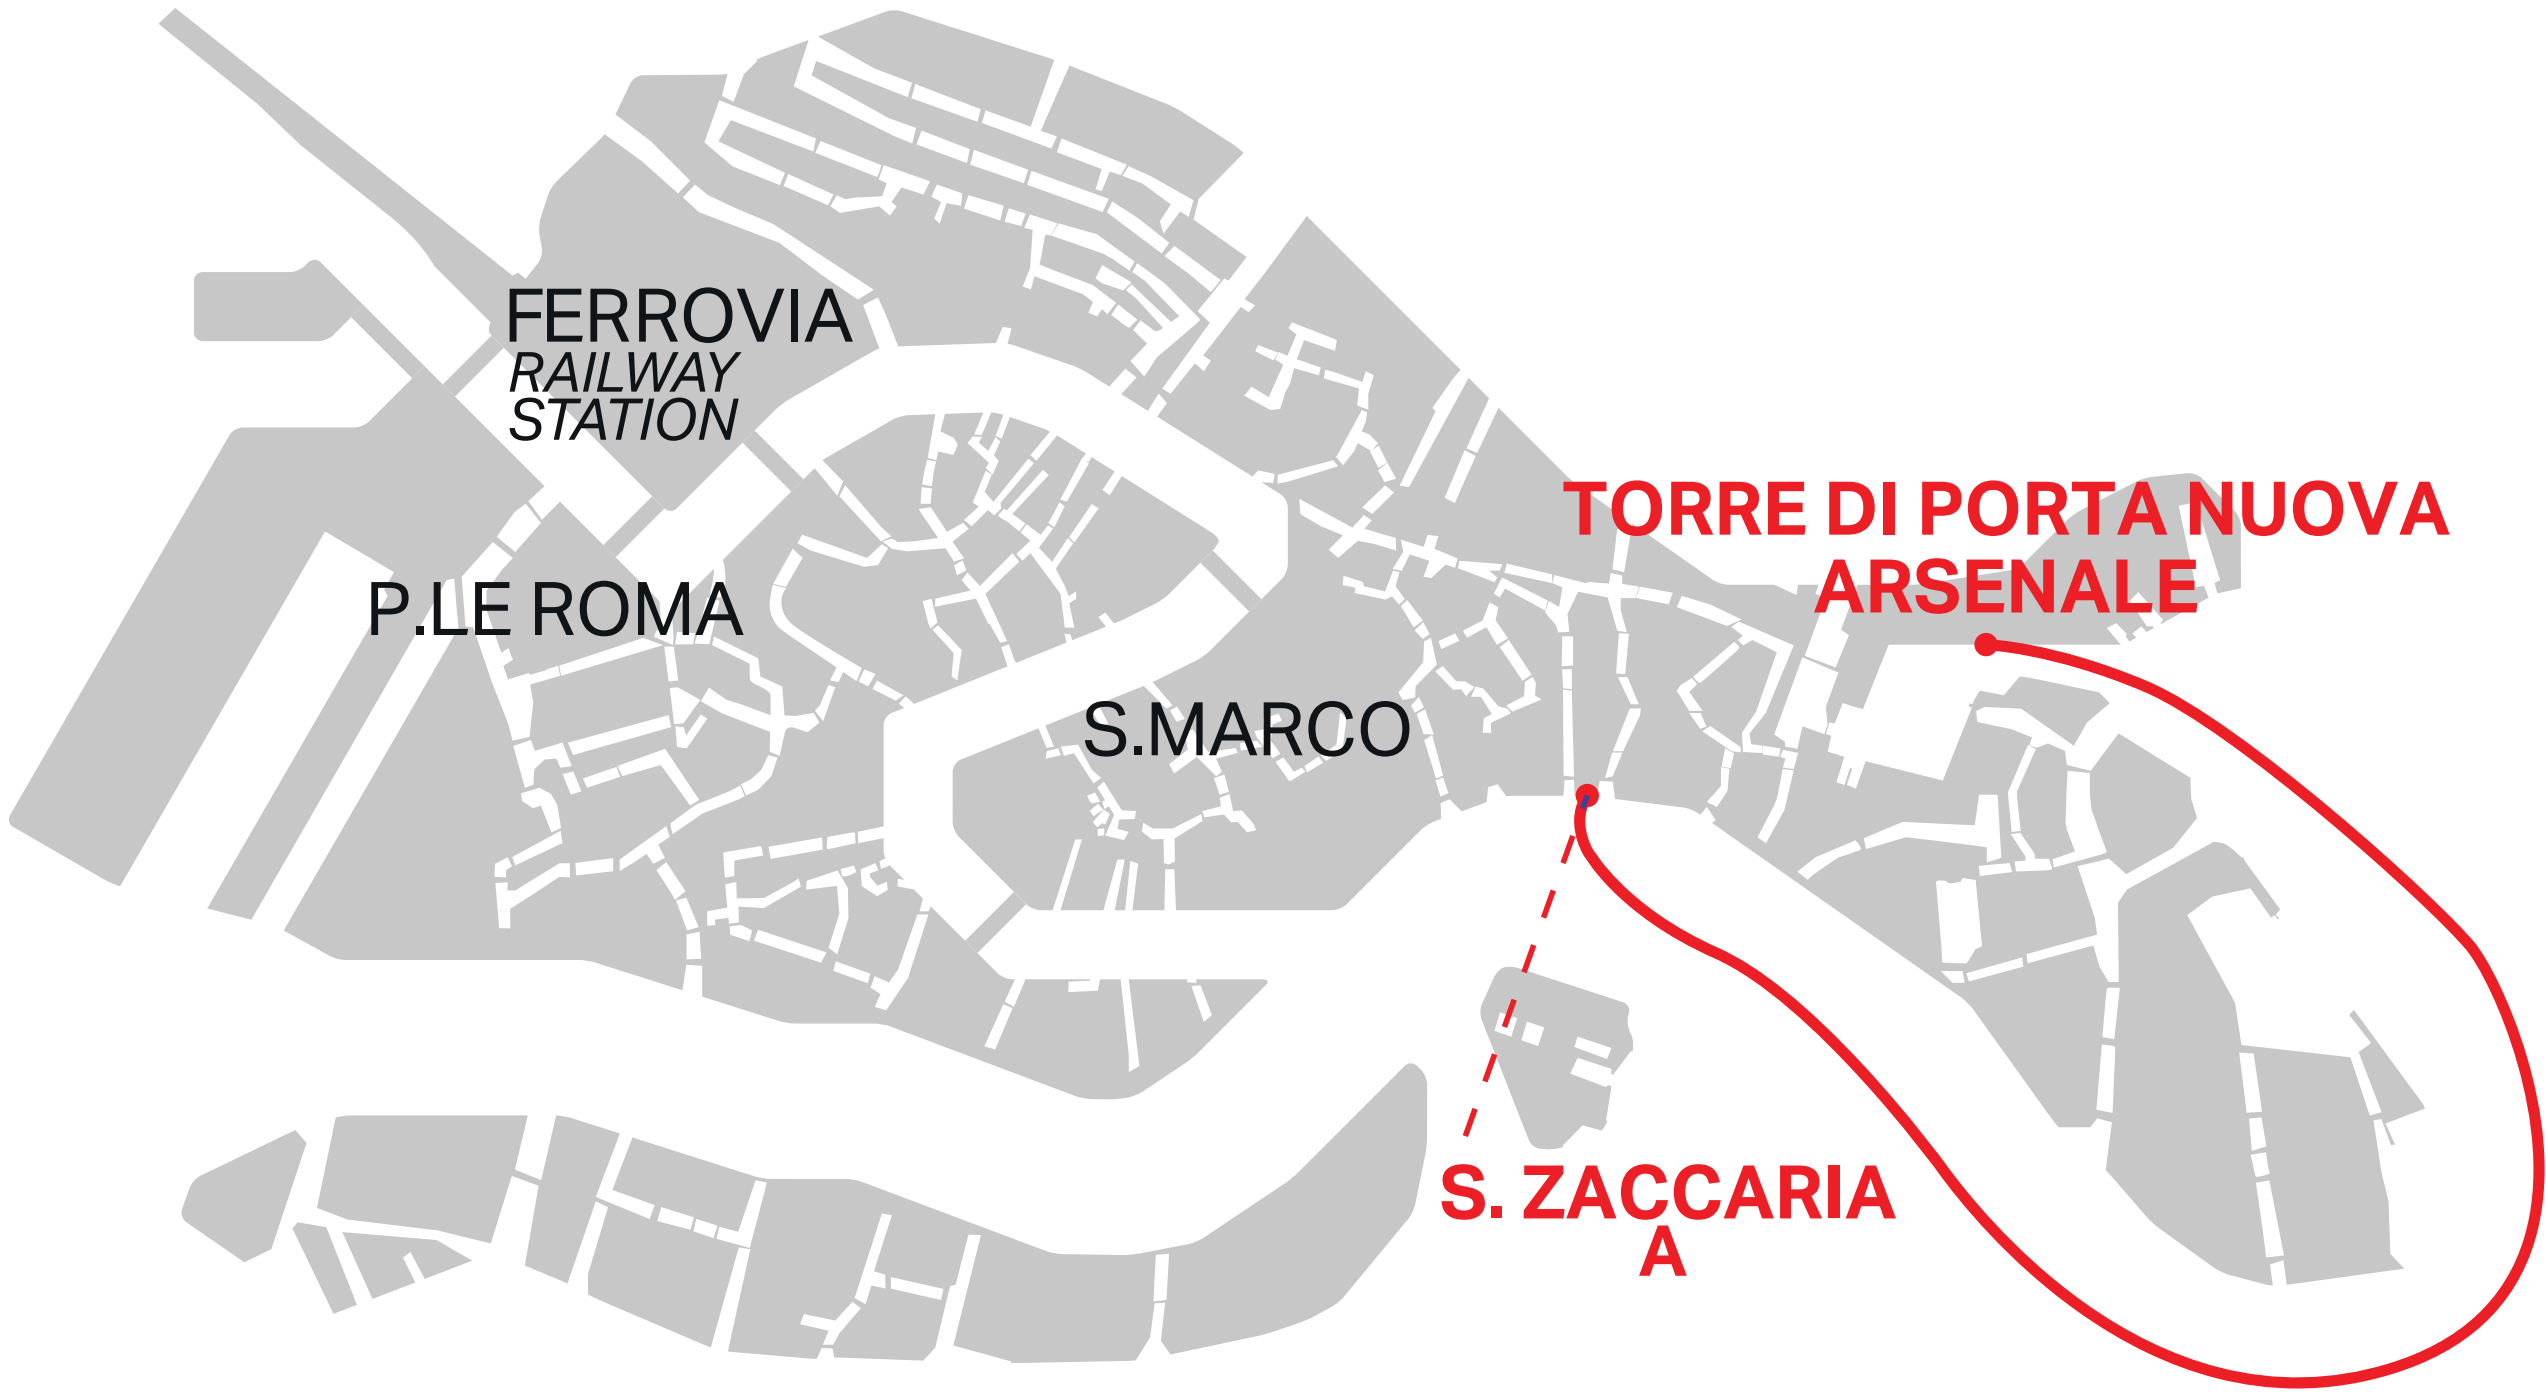 FERROVIA
RAILWAY
STATION
TORRE DI PORTA NUOVA
ARSENALE
P.LE ROMA
S.MARCO
S. ZACCARIA
A